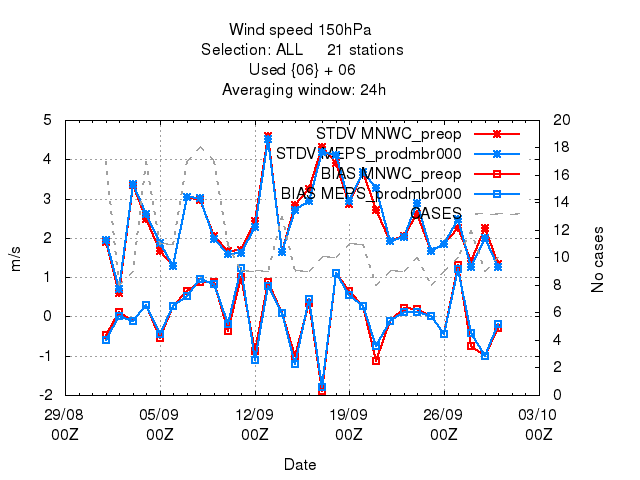 Wind speed 150hPa
Selection: ALL 21 stations
Used {06} + 06
Averaging window: 24h
STDV MNWC_preop
STDV MEPS_prodmbr000
BIAS MNWC_preop
BIAS MEPS_prodmbr000
CASES
m/s
5
4
3
2
1
0
-1
-2
No cases
20
18
16
14
12
10
8
6
4
2
0
29/08 05/09 12/09 19/09 26/09 03/10
00Z 00Z 00Z 00Z 00Z 00Z
Date